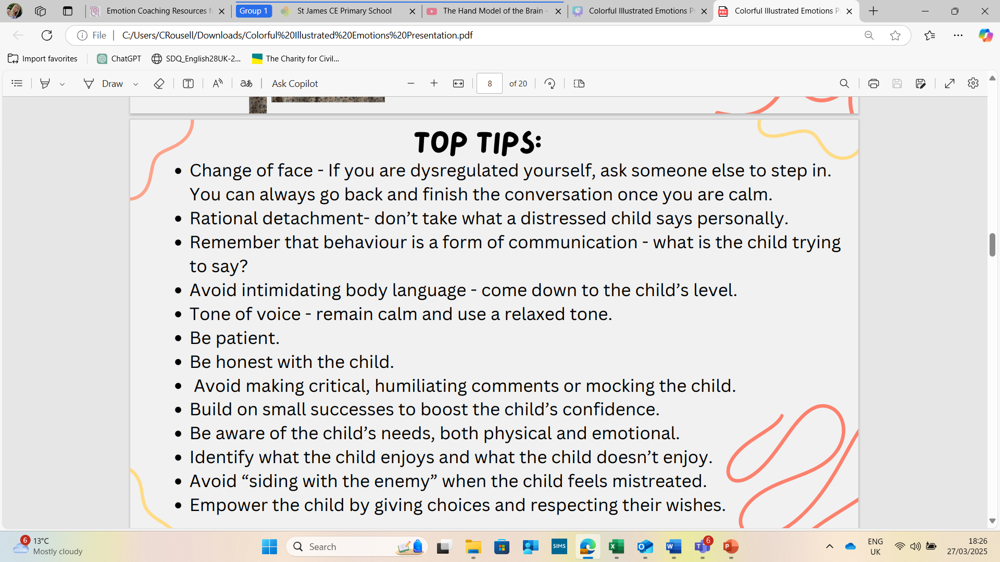 Emotion Coaching Resources f
Group 1
St James CE Primary School
The Hand Model of the Brain -
Colorful Illustrated Emotions P
Colorful Illustrated Emotions P
File
C:/Users/CRousell/Downloads/Colorful%20Illustrated%20Emotions%20Presentation.pdf
Import favorites
ChatGPT
SDQ_English28UK-2...
The Charity for Civil...
Draw
Ask Copilot
8
of 20
TOP TIPS:
• Change of face - If you are dysregulated yourself, ask someone else to step in.
You can always go back and finish the conversation once you are calm.
• Rational detachment- don’t take what a distressed child says personally.
• Remember that behaviour is a form of communication - what is the child trying
to say?
• Avoid intimidating body language - come down to the child’s level.
• Tone of voice - remain calm and use a relaxed tone.
• Be patient.
• Be honest with the child.
• Avoid making critical, humiliating comments or mocking the child.
• Build on small successes to boost the child’s confidence.
• Be aware of the child’s needs, both physical and emotional.
• Identify what the child enjoys and what the child doesn’t enjoy.
• Avoid “siding with the enemy” when the child feels mistreated.
• Empower the child by giving choices and respecting their wishes.
6
13°C
Mostly cloudy
Search
SIMS
6
ENG
UK
18:26
27/03/2025